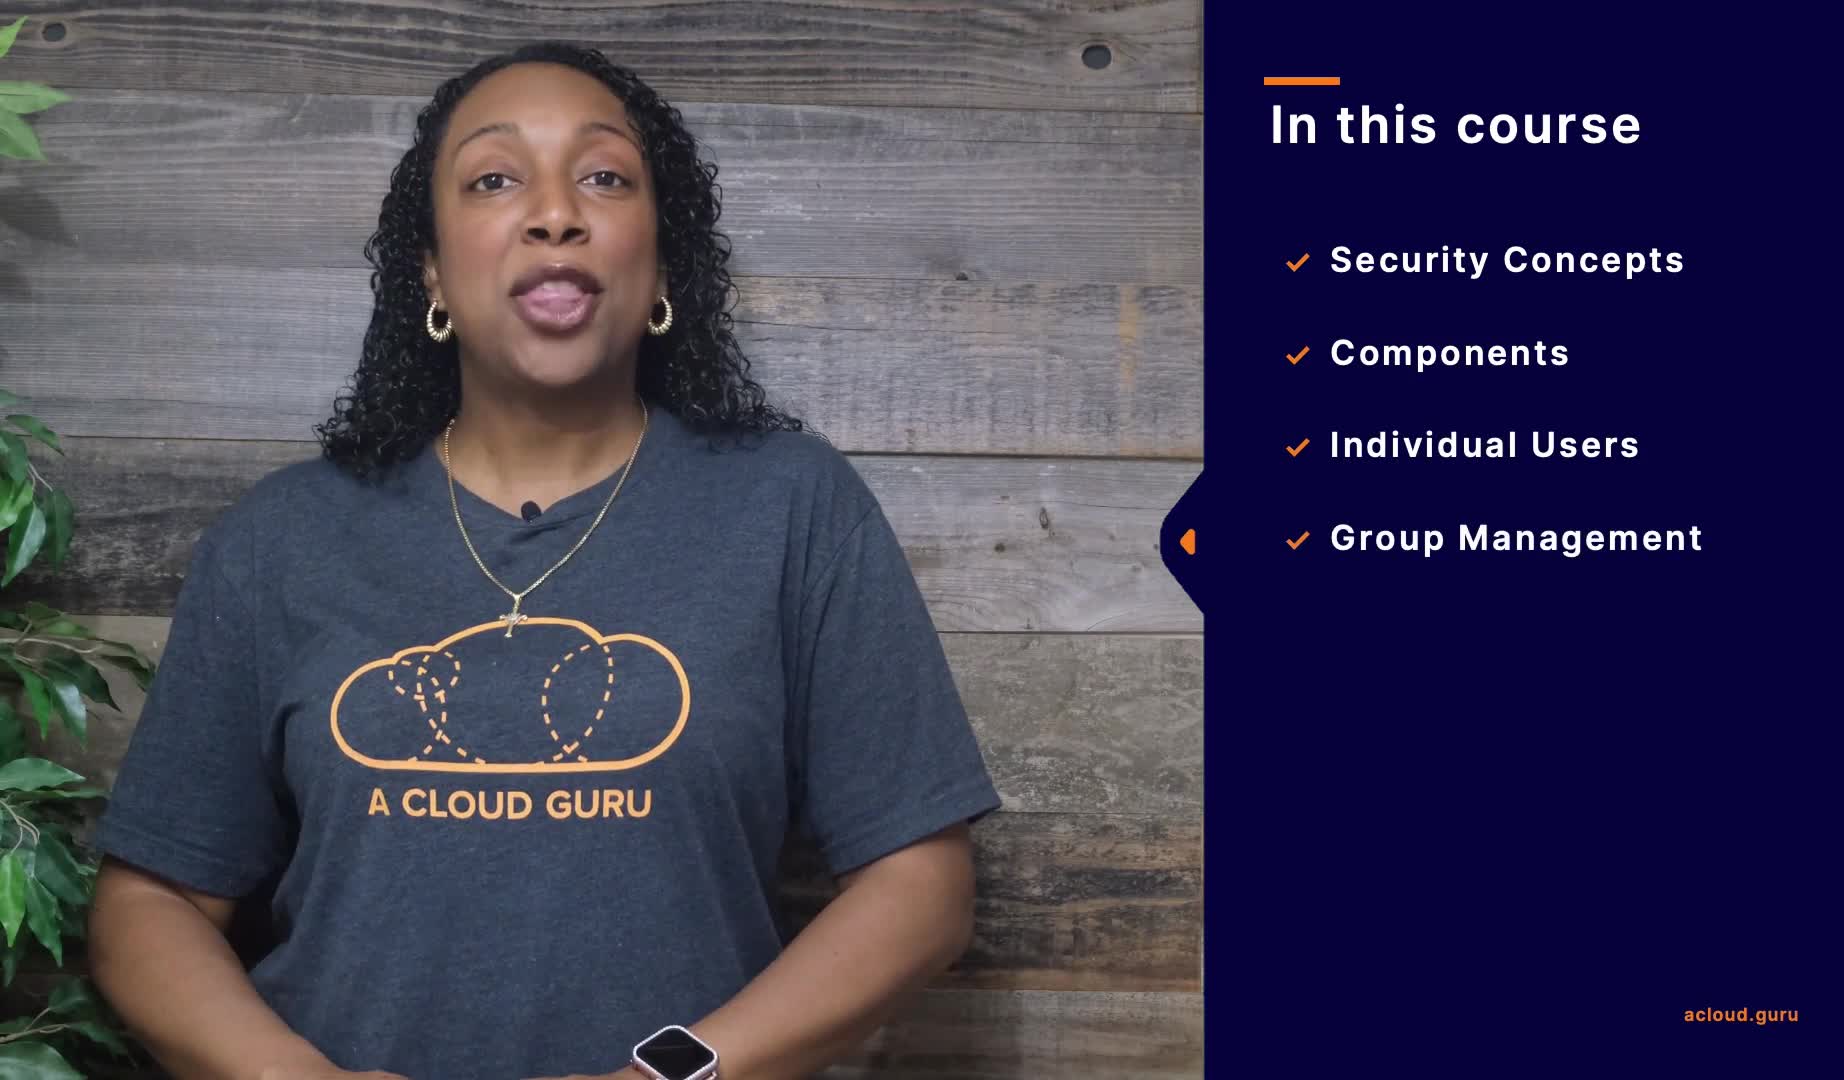 In this course
Security Concepts
Components
Individual Users
Group Management
A CLOUD GURU
acloud.guru